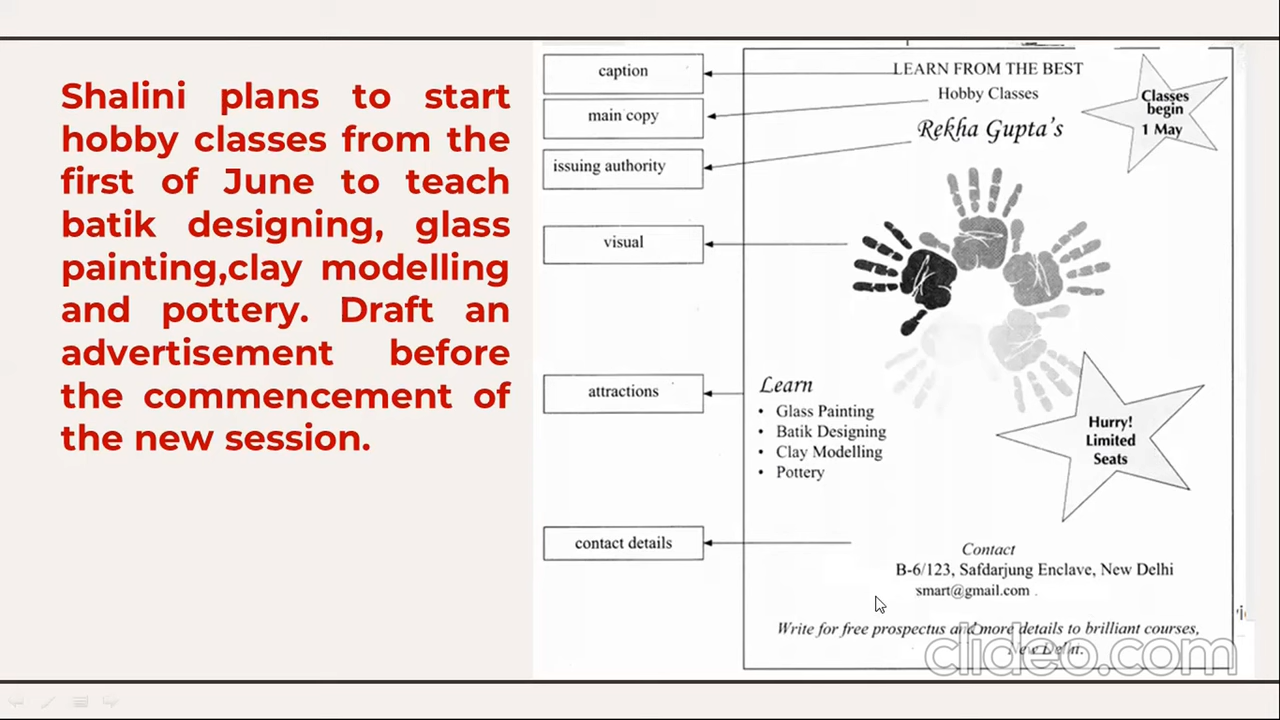 Shalini plans to start
hobby classes from the
first of June to teach
batik designing, glass
painting,clay modelling
and pottery. Draft an
advertisement before
the commencement of
the new session.
caption
main copy
issuing authority
visual
attractions
contact details
LEARN FROM THE BEST
Hobby Classes
Rekha Gupta's
Classes
begin
1 May
Learn
• Glass Painting
• Batik Designing
• Clay Modelling
• Pottery
Hurry!
Limited
Seats
Contact
B-6/123, Safdarjung Enclave, New Delhi
smart@gmail.com .
Write for free prospectus and more details to brilliant courses,
New Delhi.
clideo.com